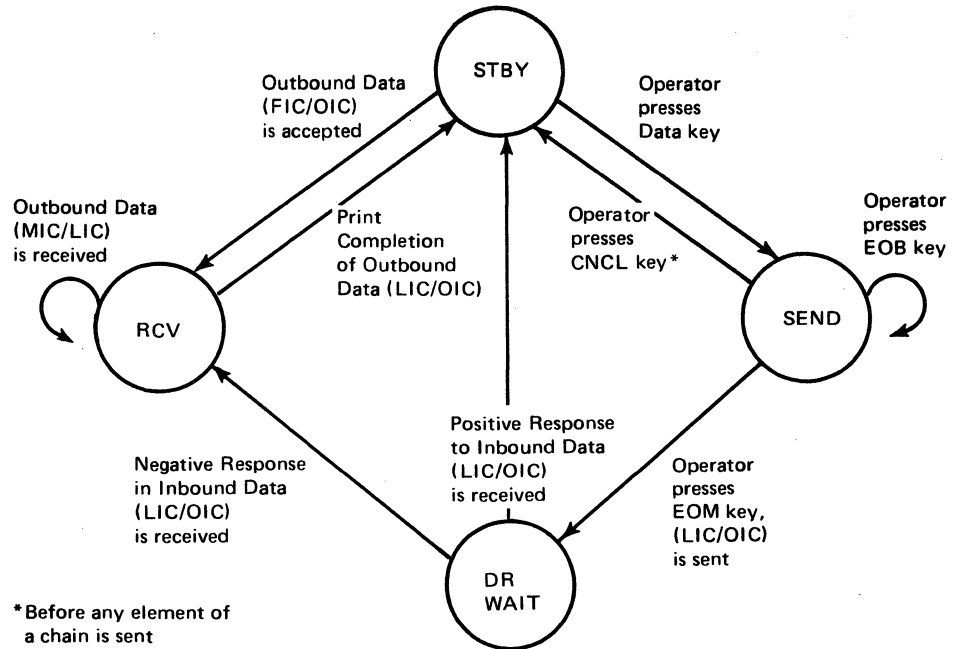 STBY
Outbound Data
(FIC/OIC)
is accepted
Operator
presses
Data key
Outbound Data
(MIC/LIC)
is received
Print
Completion
of Outbound
Data (LIC/OIC)
Operator
presses
CNCL key*
Operator
presses
EOB key
RCV
SEND
Negative Response
in Inbound Data
(LIC/OIC)
is received
Positive Response
to Inbound Data
(LIC/OIC)
is received
Operator
presses
EOM key,
(LIC/OIC)
is sent
DR
WAIT
*Before any element of
a chain is sent